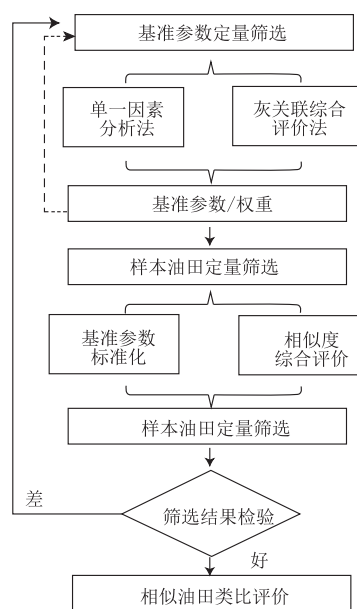 基准参数定量筛选
单一因素
分析法
灰关联综合
评价法
基准参数/权重
样本油田定量筛选
基准参数
标准化
相似度
综合评价
样本油田定量筛选
差
筛选结果检验
好
相似油田类比评价